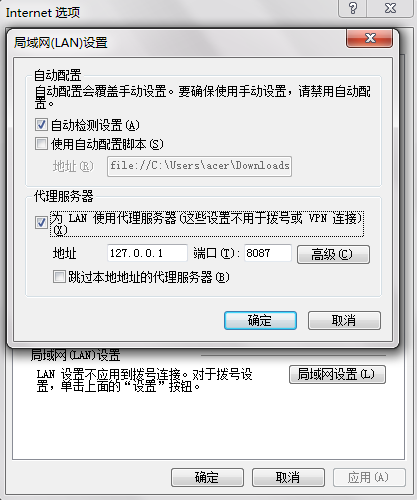 Internet 选项
局域网(LAN)设置
自动配置
自动配置会覆盖手动设置。要确保使用手动设置，请禁用自动配
置。
自动检测设置(A)
使用自动配置脚本(S)
地址(R) file://C:\Users\acer\Downloads
代理服务器
为 LAN 使用代理服务器(这些设置不用于拨号或 VPN 连接)
(X)
地址 127.0.0.1 端口(T): 8087 高级(C)
跳过本地地址的代理服务器(B)
确定 取消
局域网(LAN)设置
LAN 设置不应用到拨号连接。对于拨号设
置，单击上面的“设置”按钮。
局域网设置(L)
确定 取消 应用(A)